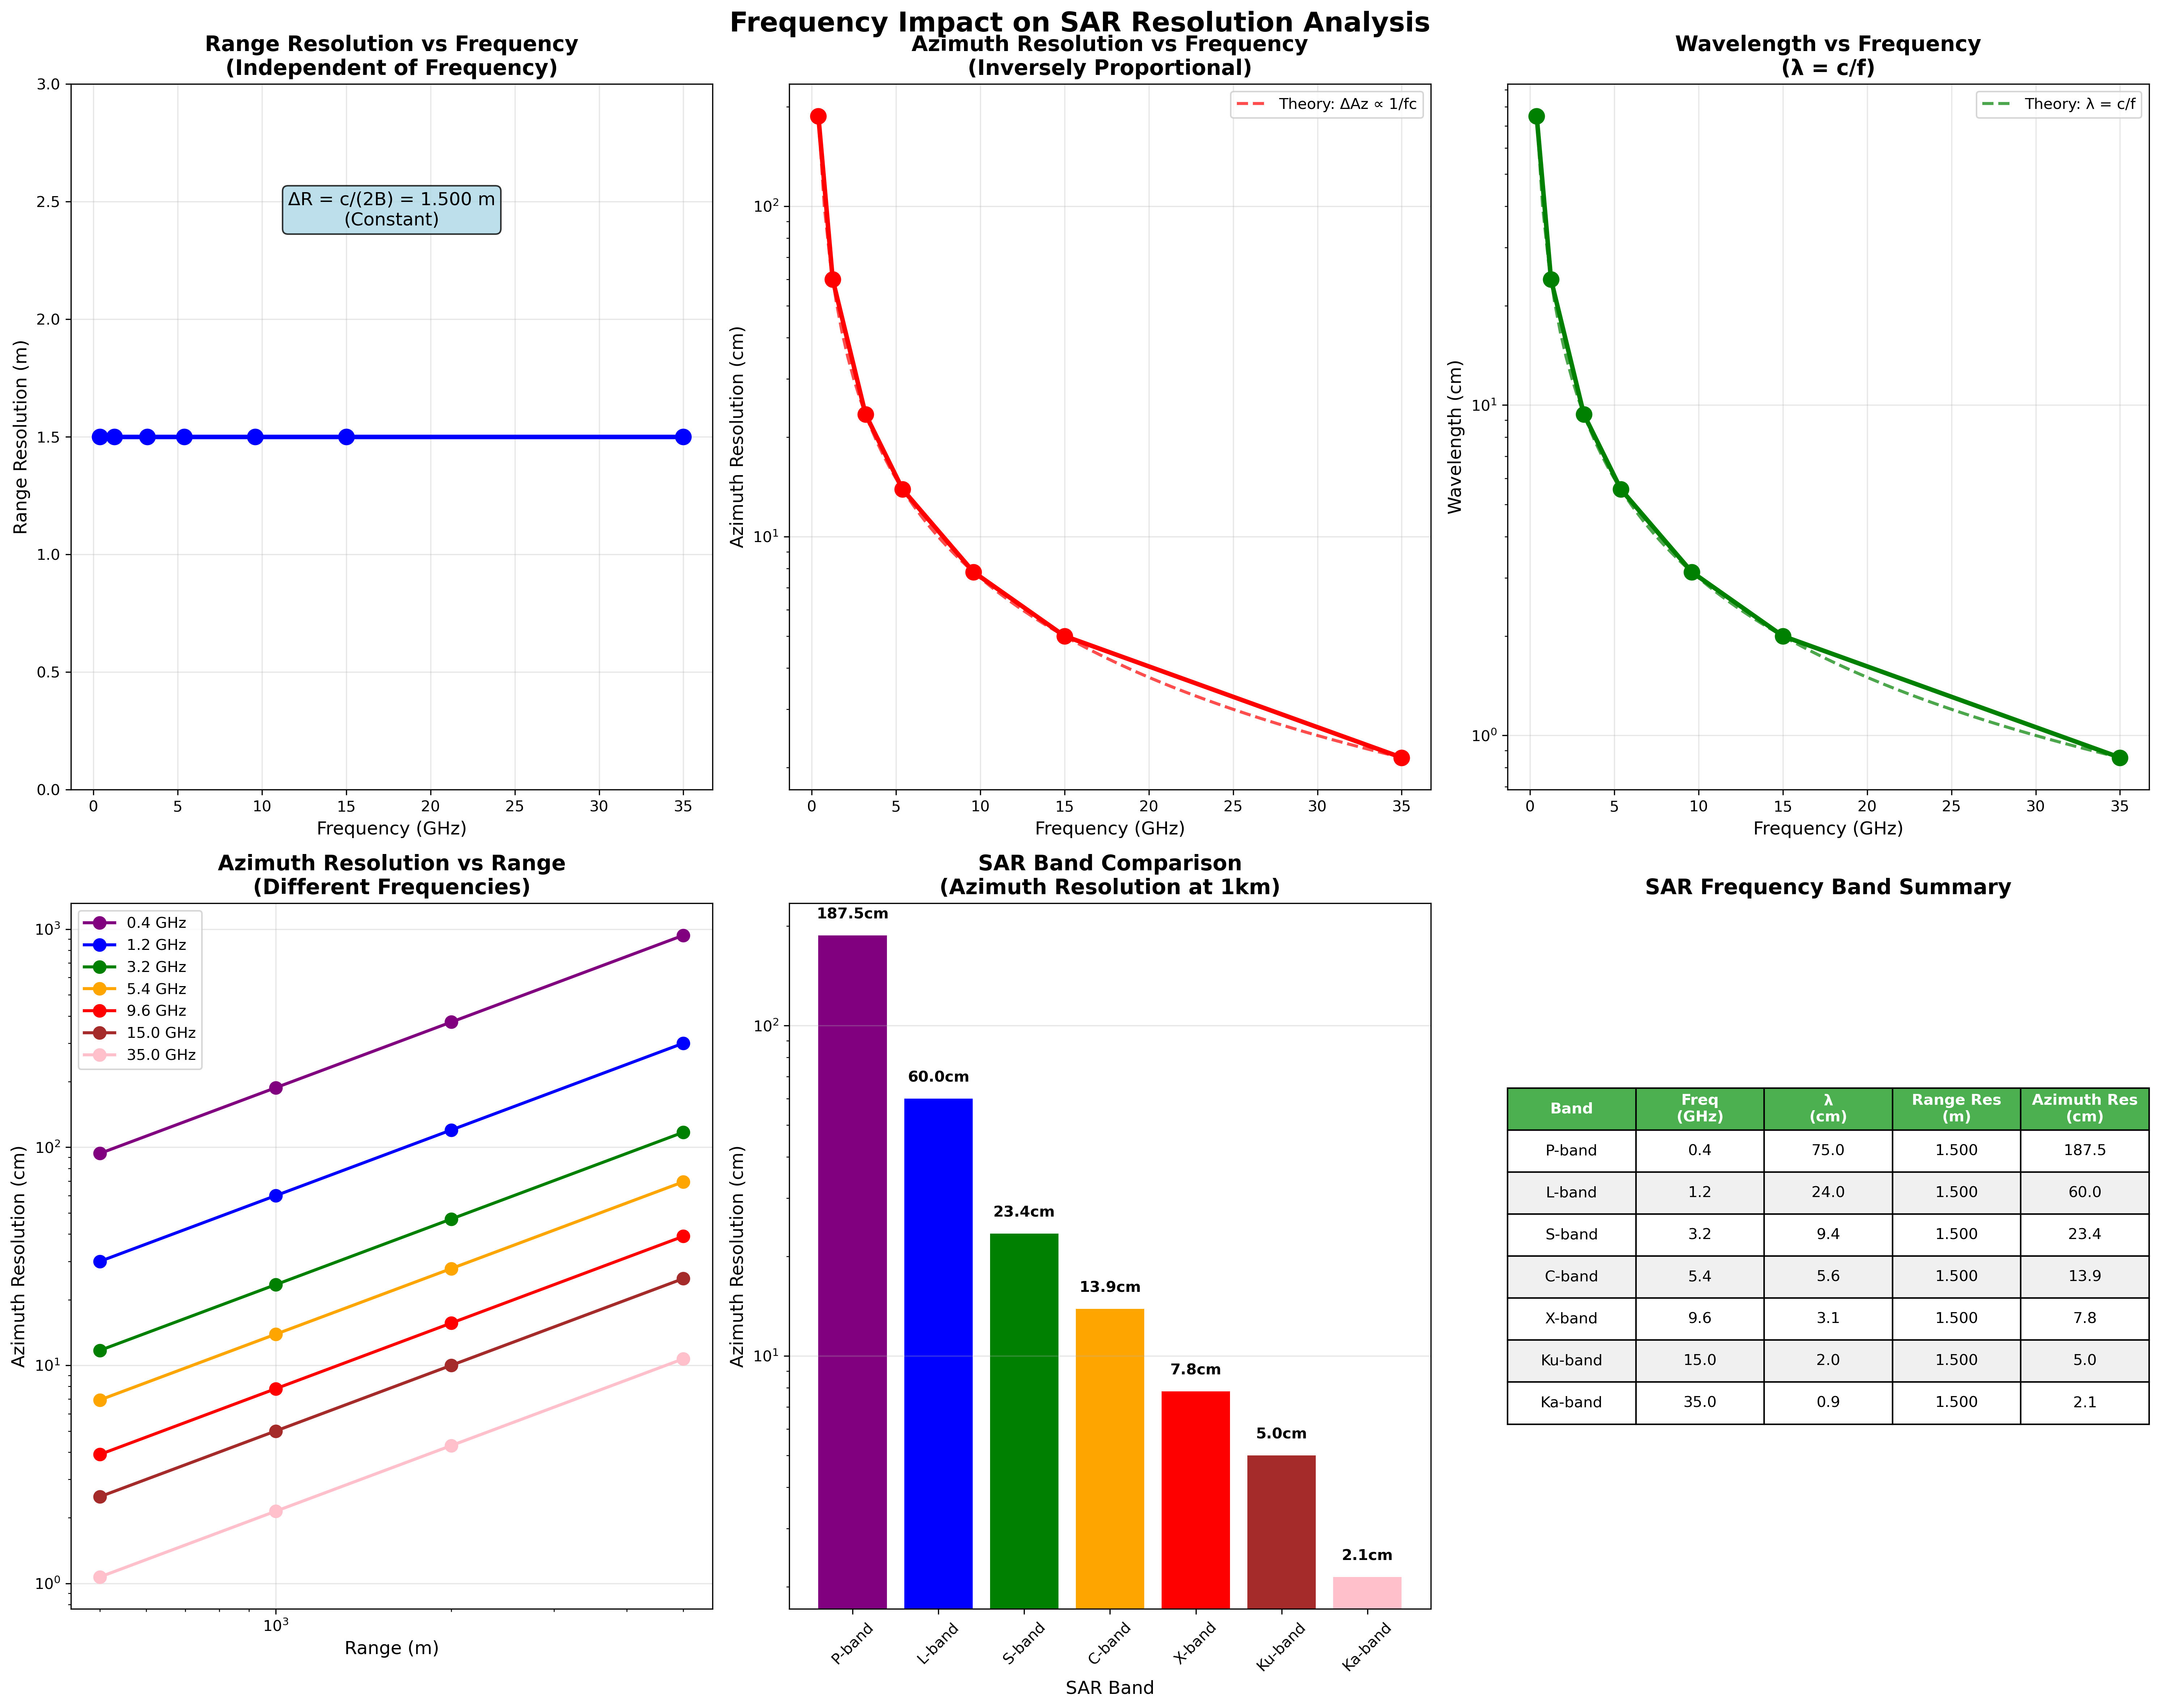 Frequency Impact on SAR Resolution Analysis
Range Resolution vs Frequency
(Independent of Frequency)
3.0
2.5
2.0
1.5
1.0
0.5
0.0
Range Resolution (m)
ΔR = c/(2B) = 1.500 m
(Constant)
0 5 10 15 20 25 30 35
Frequency (GHz)
Azimuth Resolution vs Frequency
(Inversely Proportional)
Theory: ΔAz ∝ 1/fc
10²
10¹
Azimuth Resolution (cm)
0 5 10 15 20 25 30 35
Frequency (GHz)
Wavelength vs Frequency
(λ = c/f)
Theory: λ = c/f
10¹
10⁰
Wavelength (cm)
0 5 10 15 20 25 30 35
Frequency (GHz)
Azimuth Resolution vs Range
(Different Frequencies)
0.4 GHz
1.2 GHz
3.2 GHz
5.4 GHz
9.6 GHz
15.0 GHz
35.0 GHz
10³
10²
10¹
10⁰
Azimuth Resolution (cm)
10³
Range (m)
SAR Band Comparison
(Azimuth Resolution at 1km)
187.5cm
60.0cm
23.4cm
13.9cm
7.8cm
5.0cm
2.1cm
10²
10¹
Azimuth Resolution (cm)
P-band L-band S-band C-band X-band Ku-band Ka-band
SAR Band
SAR Frequency Band Summary
Band Freq (GHz) λ (cm) Range Res (m) Azimuth Res (cm)
P-band 0.4 75.0 1.500 187.5
L-band 1.2 24.0 1.500 60.0
S-band 3.2 9.4 1.500 23.4
C-band 5.4 5.6 1.500 13.9
X-band 9.6 3.1 1.500 7.8
Ku-band 15.0 2.0 1.500 5.0
Ka-band 35.0 0.9 1.500 2.1